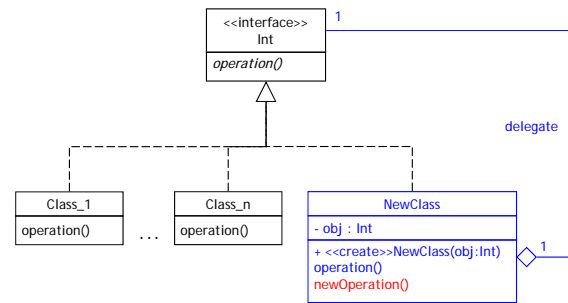 <<interface>>
Int
operation()
1
delegate
Class_1
operation()
...
Class_n
operation()
NewClass
- obj : Int
+ <<create>>NewClass(obj:Int)
operation()
newOperation()
1